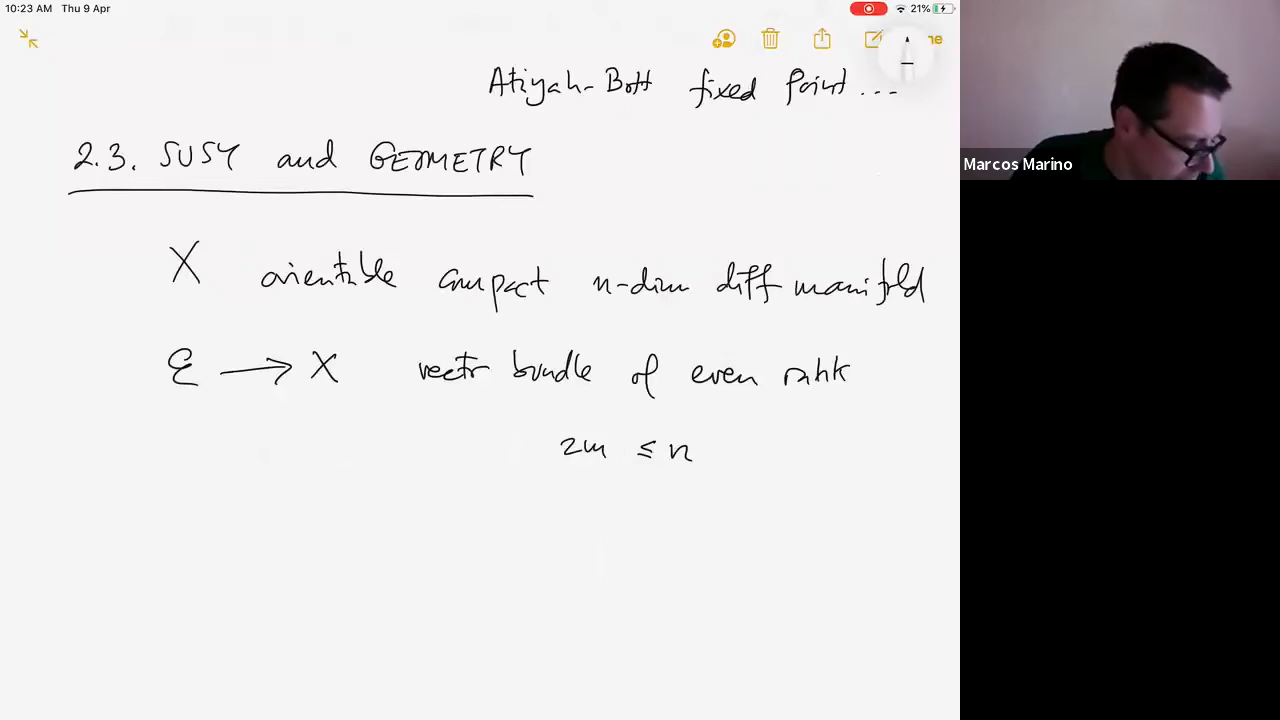 10:23 AM Thu 9 Apr
21%
ne
Atiyah-Bott fixed point...
2.3. SUSY and GEOMETRY
Marcos Marino
X orientable compact n-dim diff manifold
E → X vector bundle of even rank
2m ≤ n